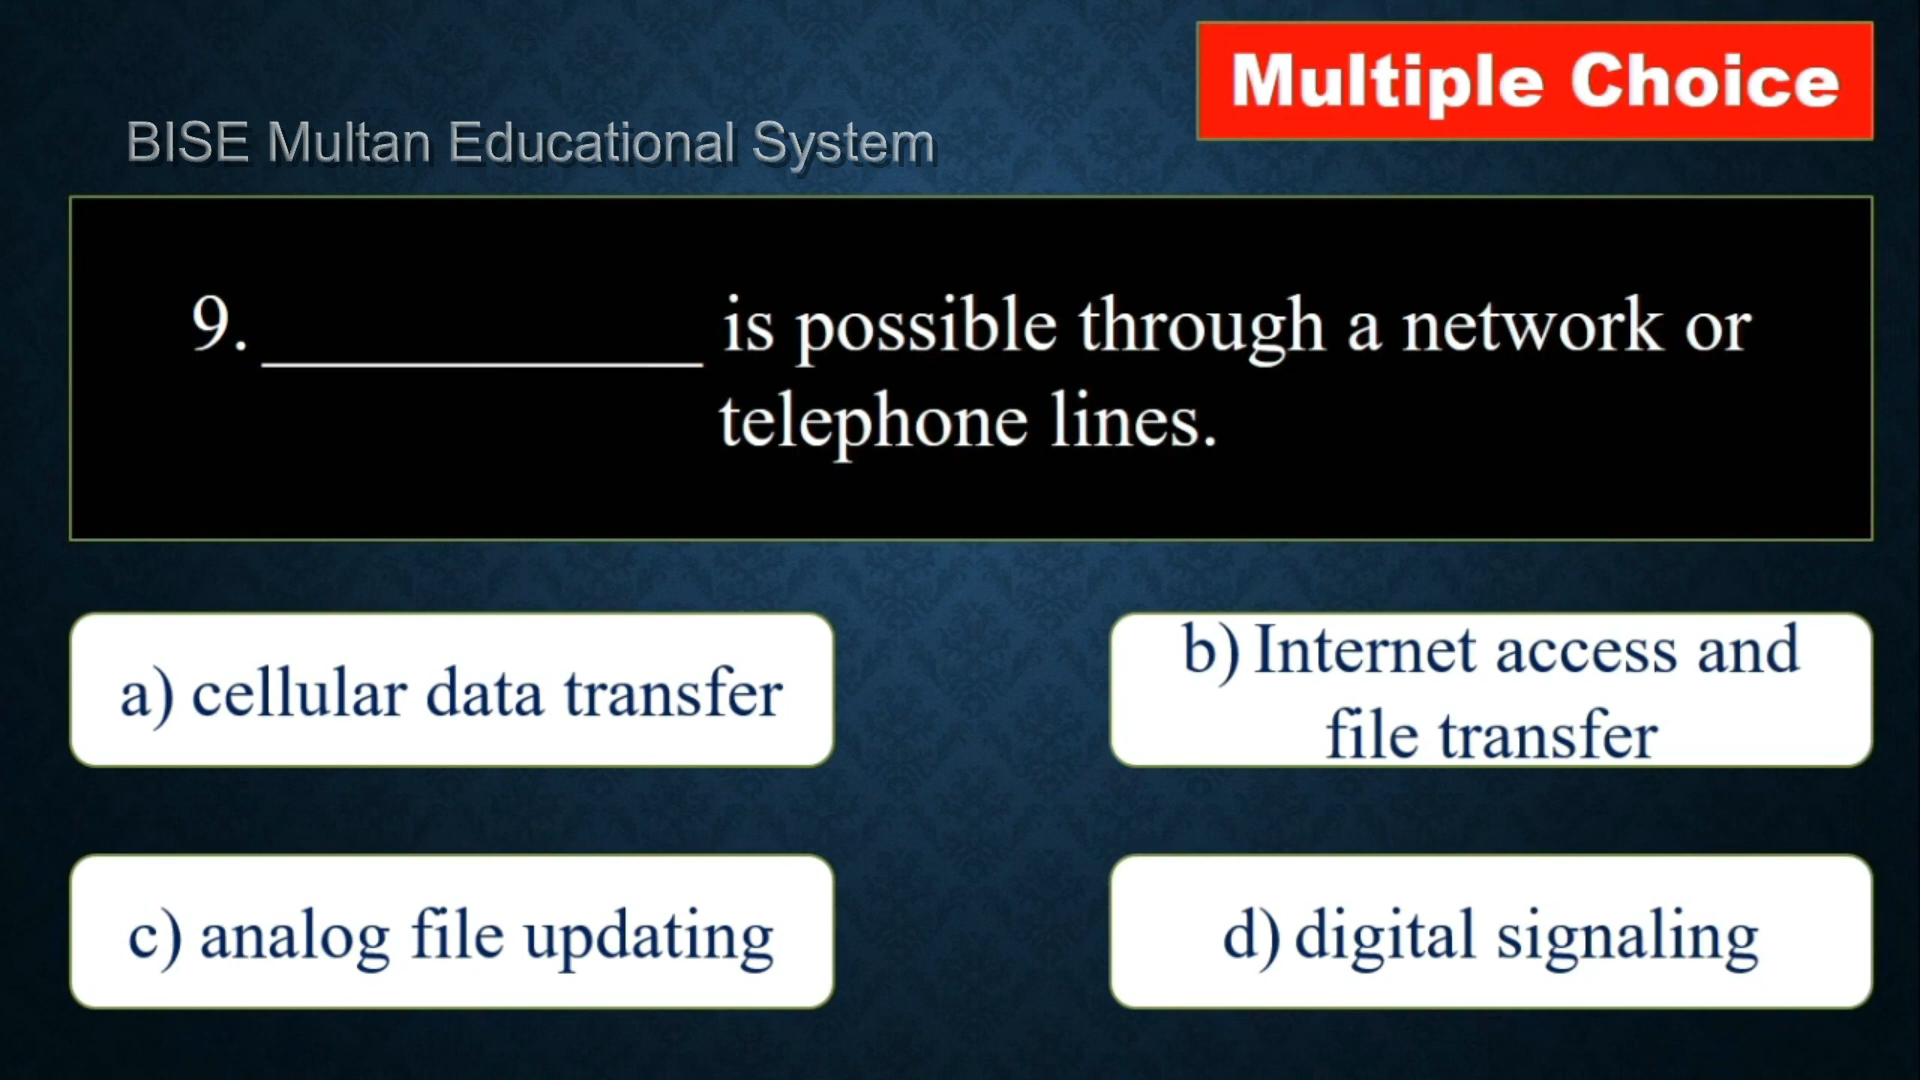 Multiple Choice
BISE Multan Educational System
9.____________ is possible through a network or
telephone lines.
a) cellular data transfer
b) Internet access and
file transfer
c) analog file updating
d) digital signaling